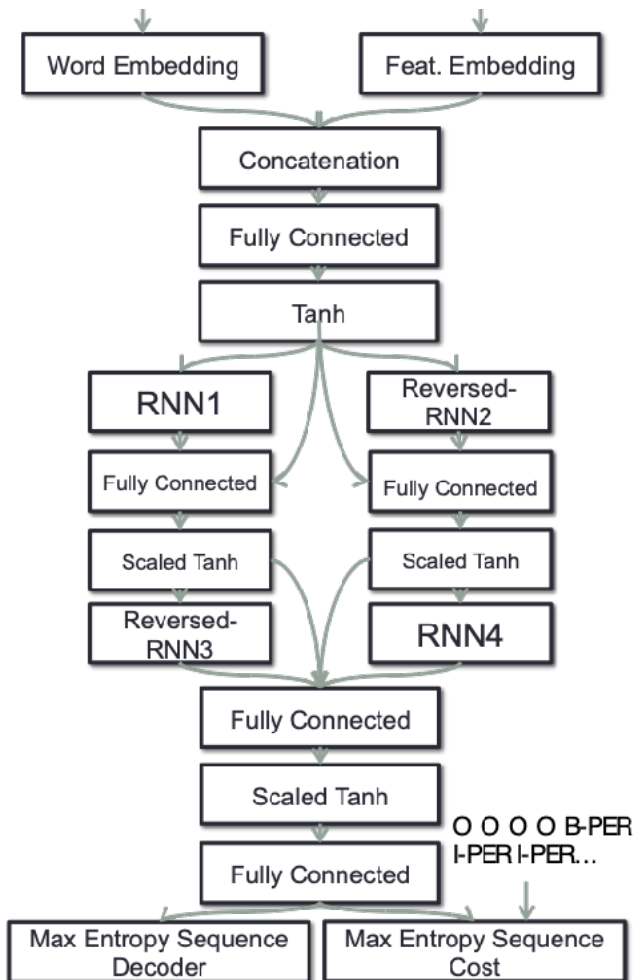 Word Embedding
Feat. Embedding
Concatenation
Fully Connected
Tanh
RNN1
Reversed-
RNN2
Fully Connected
Fully Connected
Scaled Tanh
Scaled Tanh
Reversed-
RNN3
RNN4
Fully Connected
Scaled Tanh
O O O O B-PER
I-PER I-PER...
Fully Connected
Max Entropy Sequence
Decoder
Max Entropy Sequence
Cost